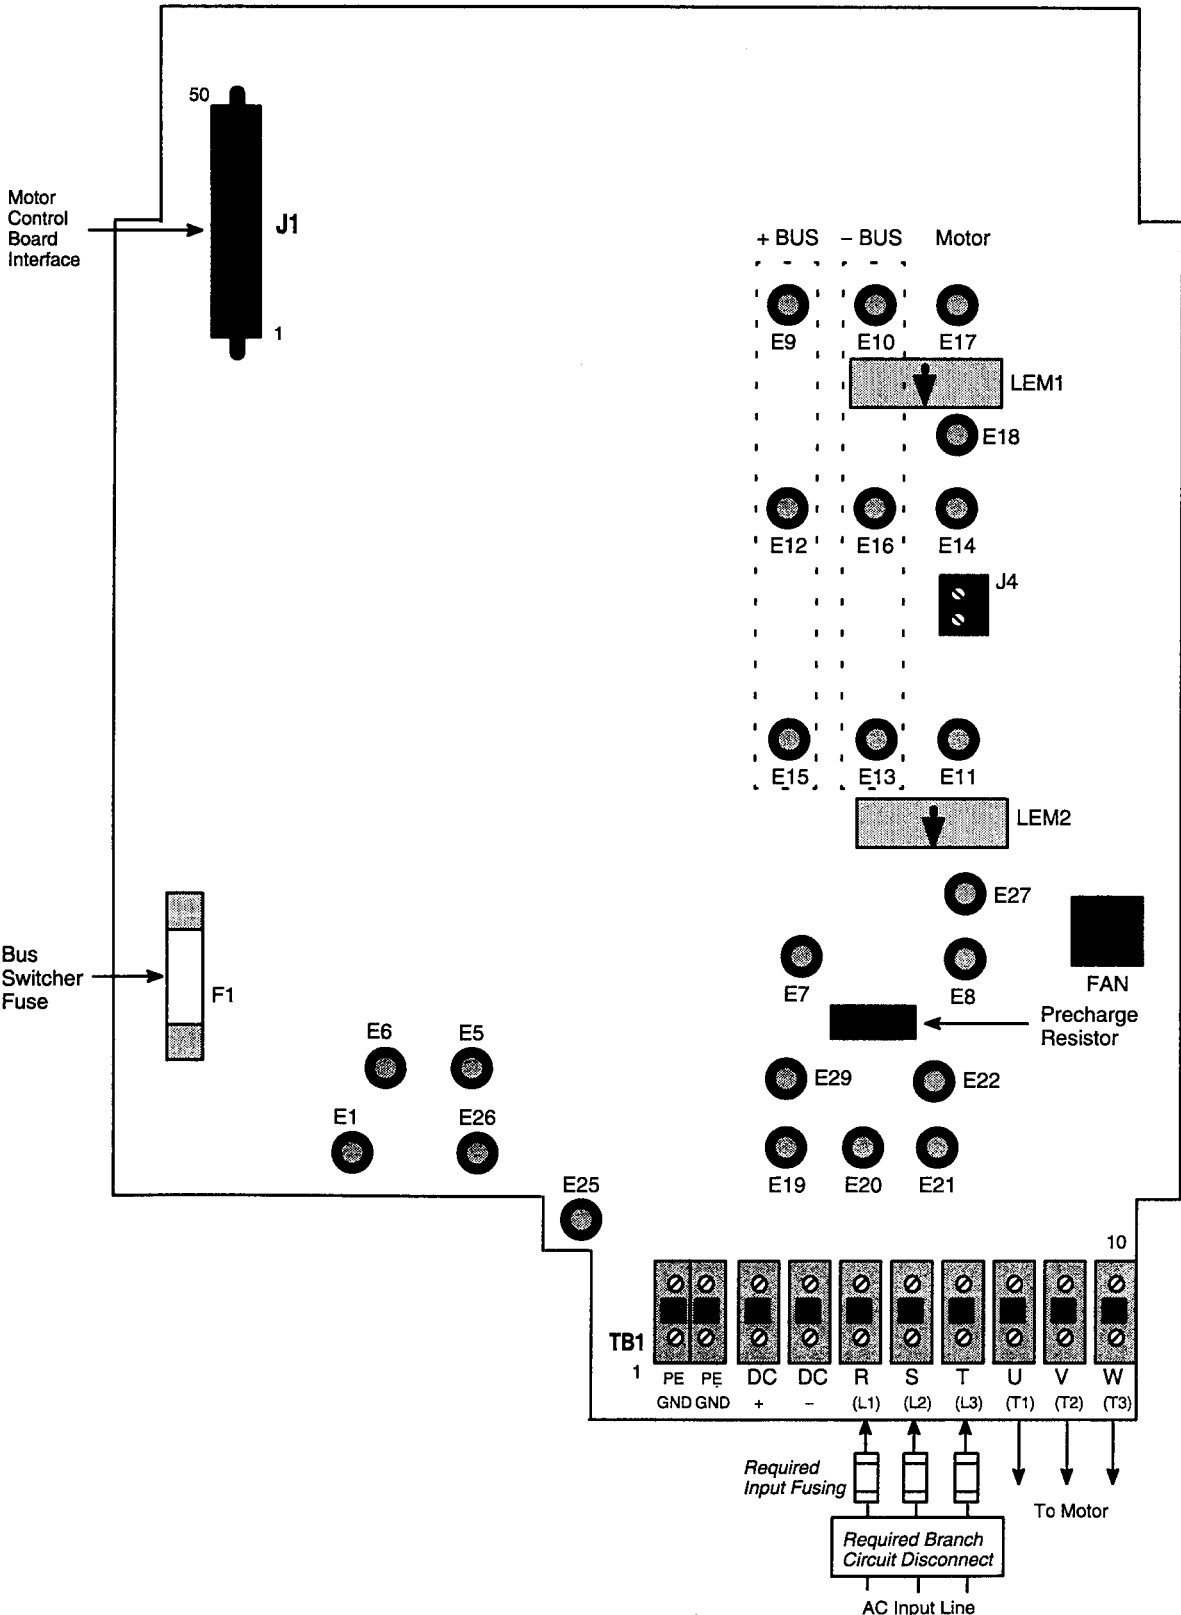 50
Motor
Control
Board
Interface
J1
1
+ BUS – BUS Motor
E9 E10 E17
LEM1
E18
E12 E16 E14
J4
E15 E13 E11
LEM2
E27
Bus
Switcher
Fuse
F1
E7 E8
FAN
Precharge
Resistor
E6 E5
E29 E22
E1 E26
E19 E20 E21
E25
10
TB1
1
PE PE DC DC R S T U V W
GND GND + – (L1) (L2) (L3) (T1) (T2) (T3)
Required
Input Fusing
To Motor
Required Branch
Circuit Disconnect
AC Input Line